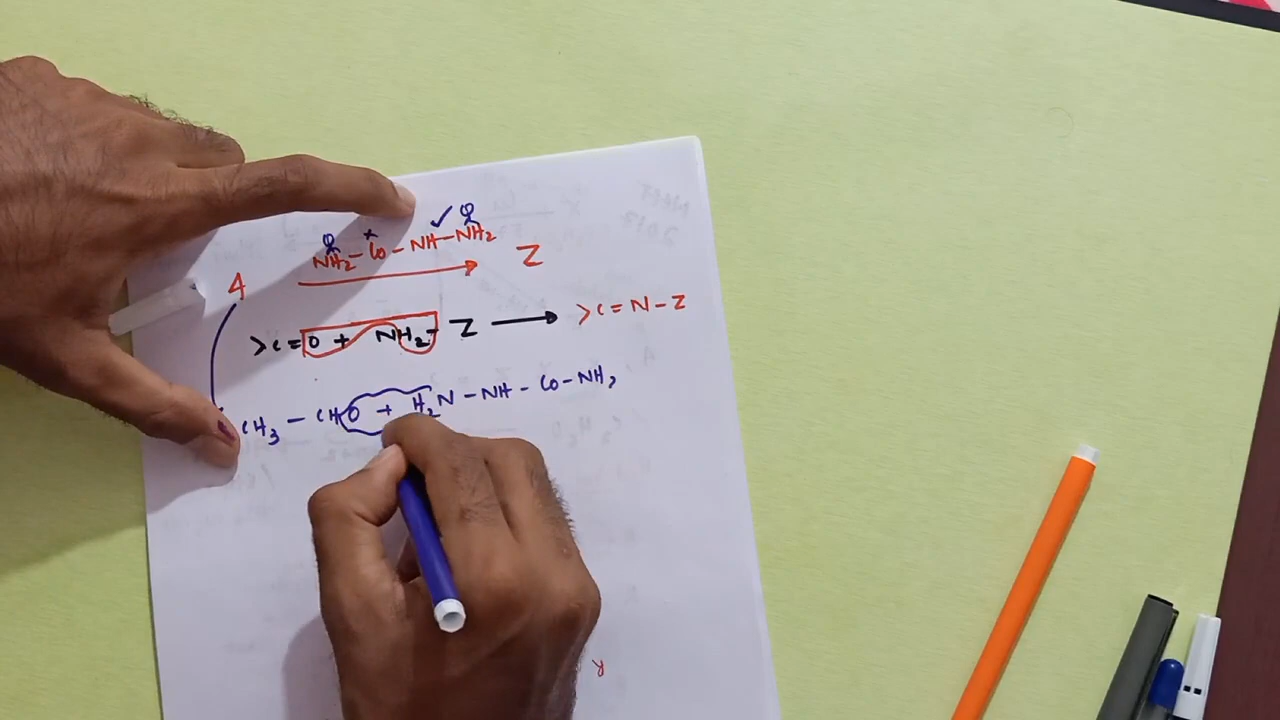 NH2 - Co - NH - NH2
4 Z
>C = O + NH2 - Z ⟶ >C = N - Z
CH3 - CHO + H2N - NH - Co - NH2
y